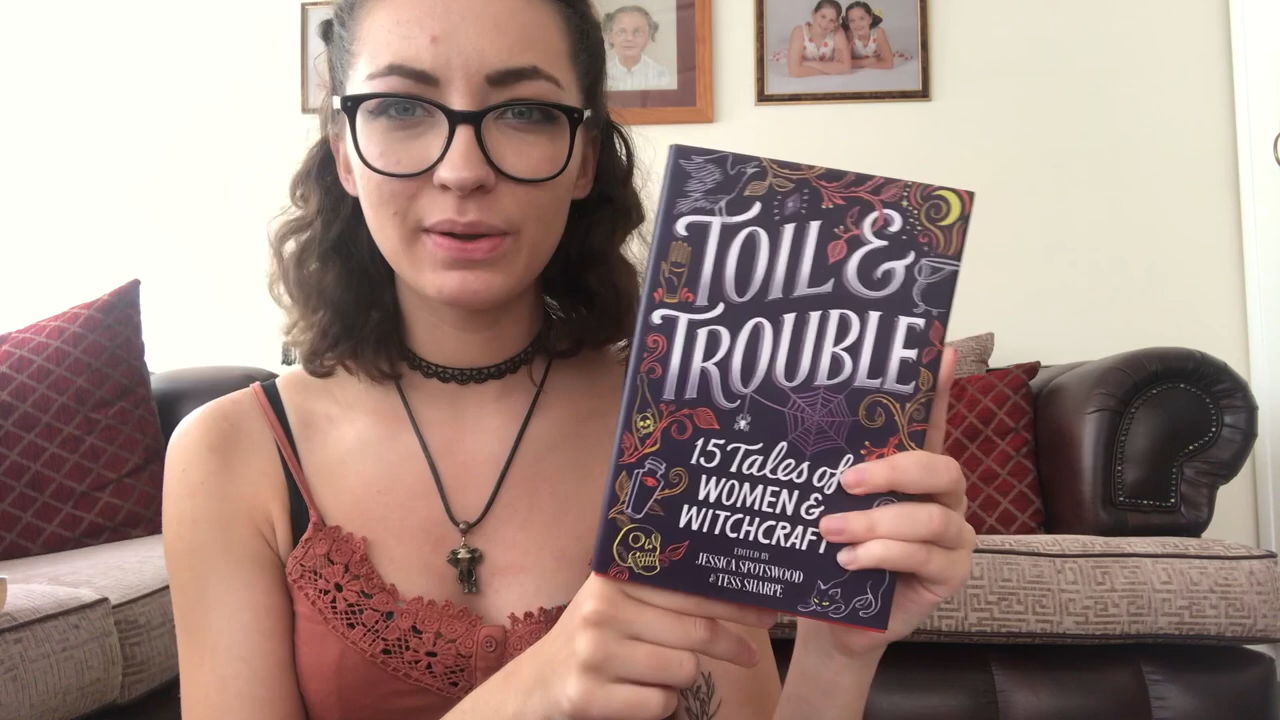 TOIL &
TROUBLE
15 Tales of
WOMEN &
WITCHCRAFT
EDITED BY
JESSICA SPOTSWOOD
& TESS SHARPE